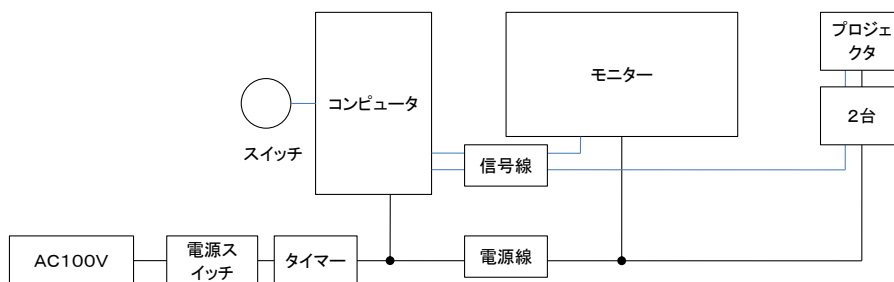 プロジェ
クタ
モニター
コンピュータ
2台
スイッチ
信号線
電源ス
イッチ
タイマー
電源線
AC100V